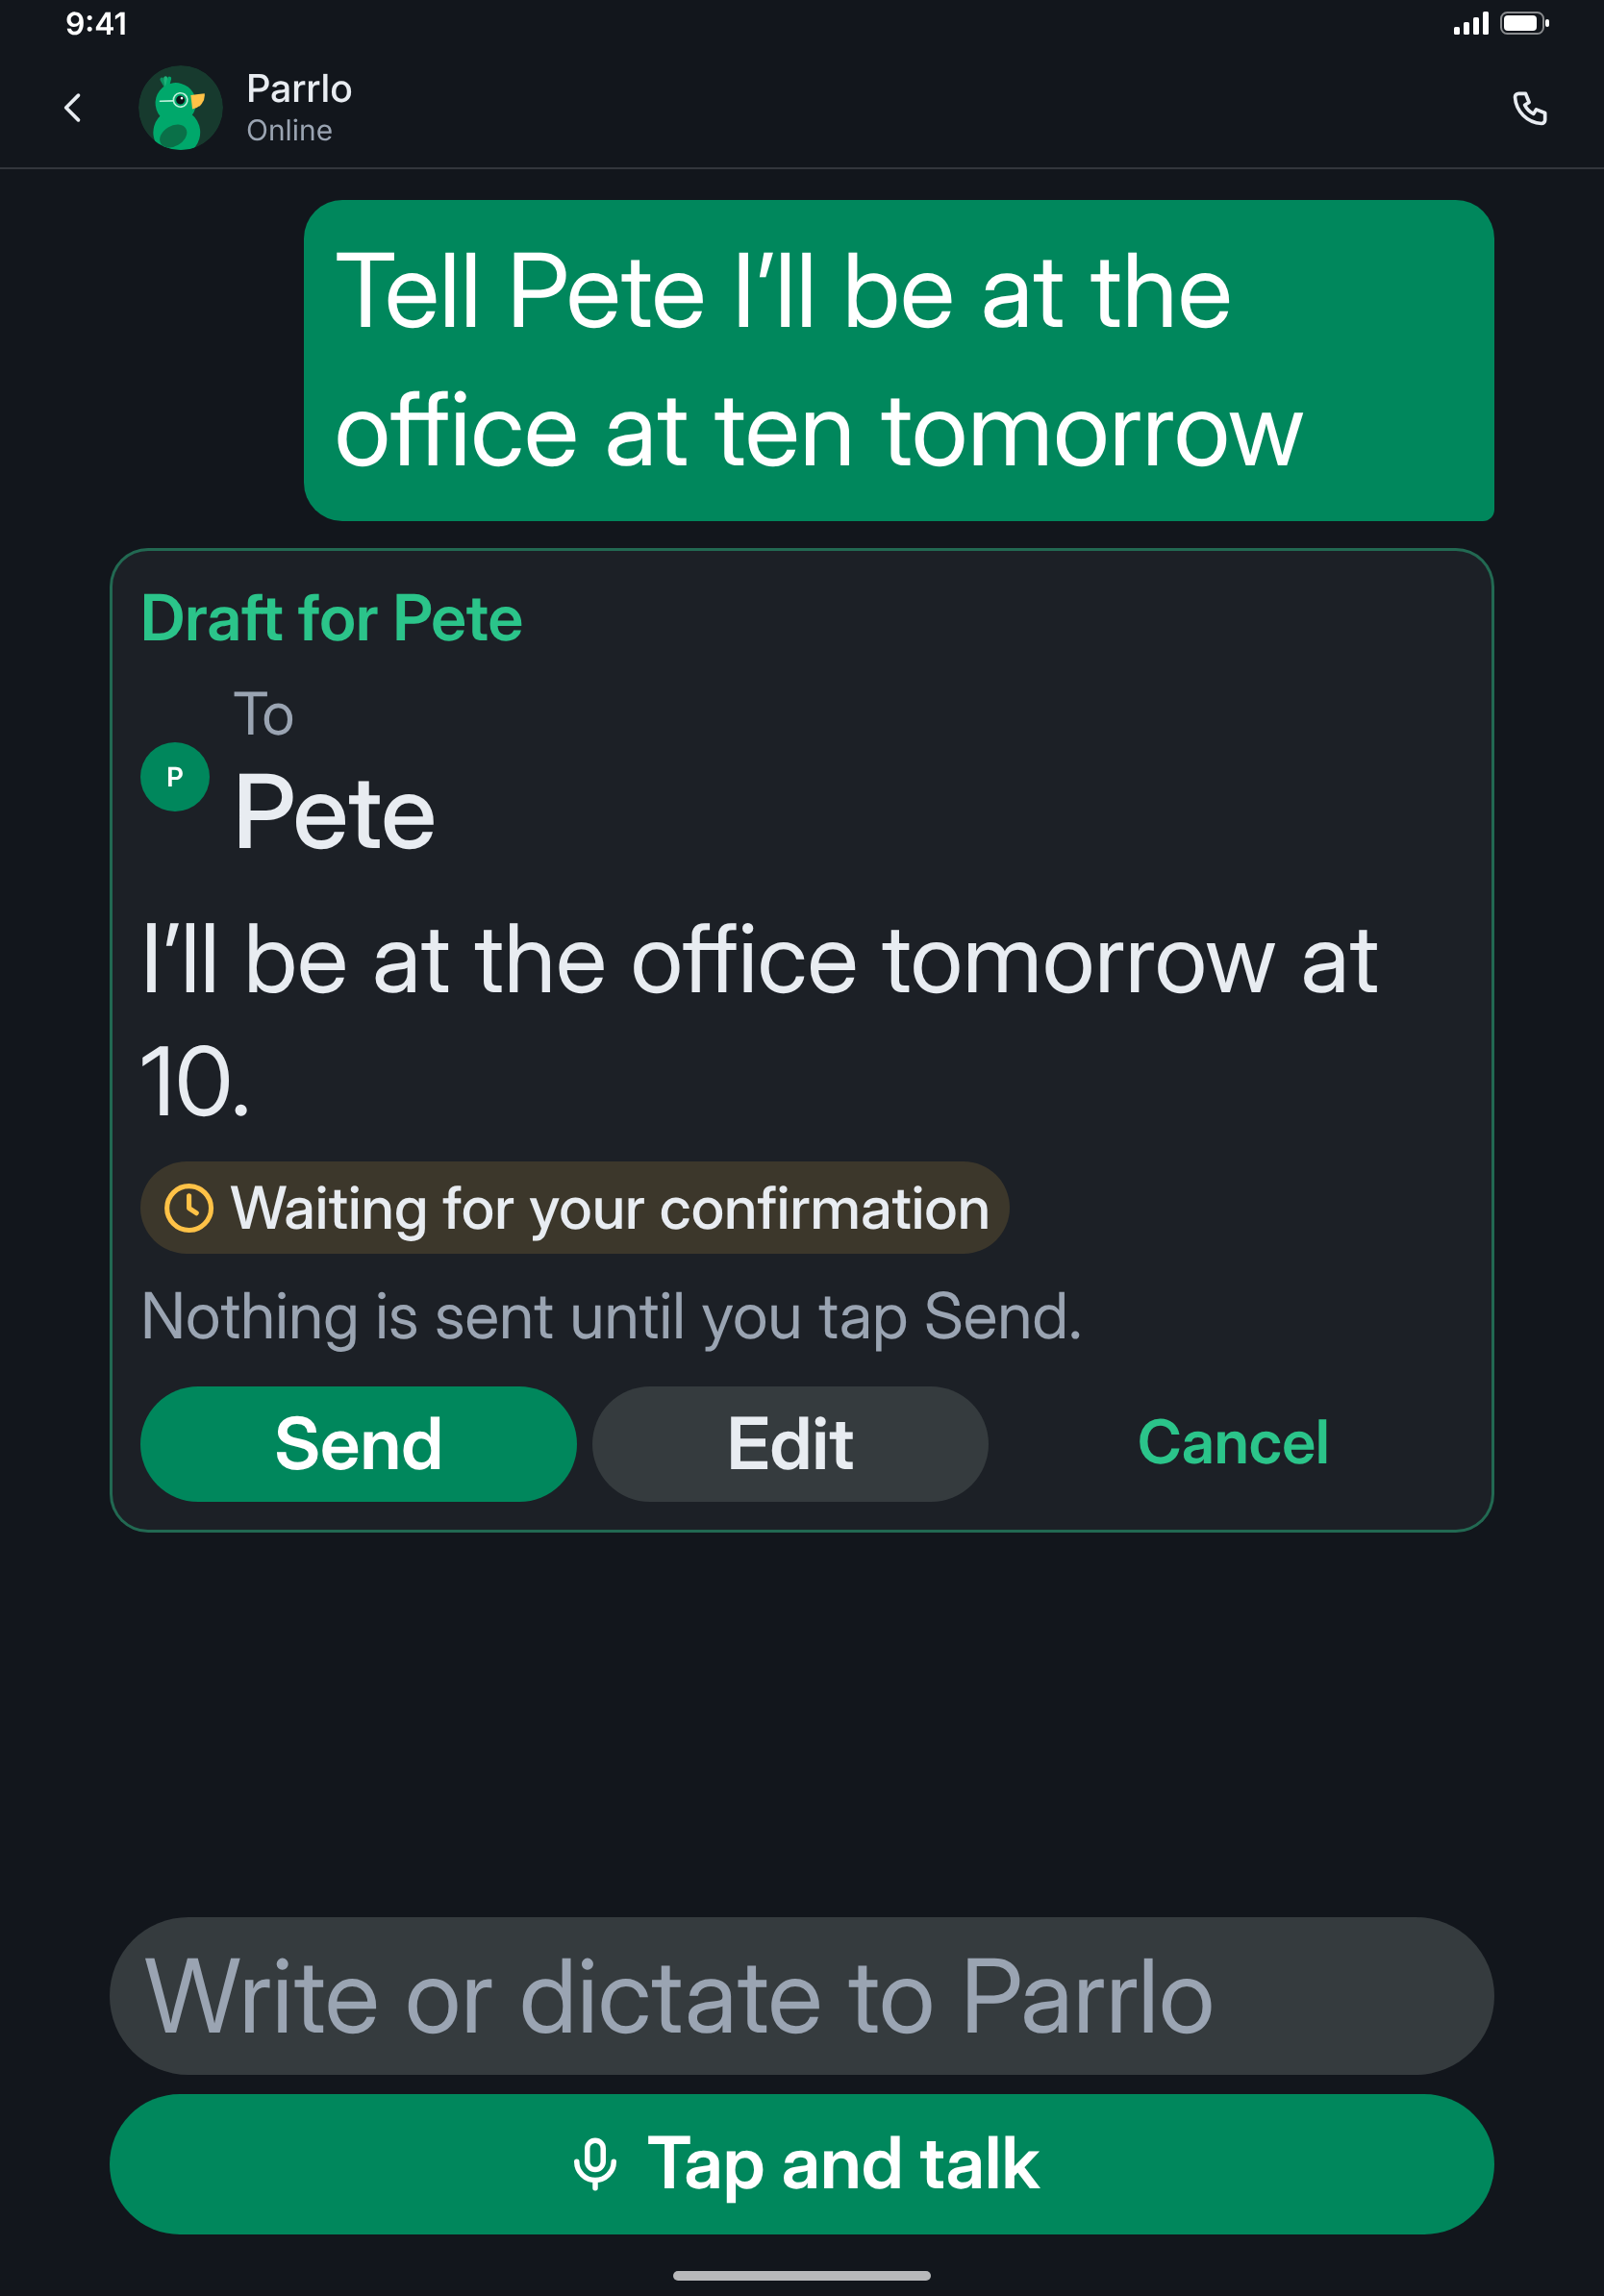 9:41
Parrlo
Online
Tell Pete I’ll be at the
office at ten tomorrow
Draft for Pete
To
P
Pete
I’ll be at the office tomorrow at
10.
Waiting for your confirmation
Nothing is sent until you tap Send.
Send
Edit
Cancel
Write or dictate to Parrlo
Tap and talk